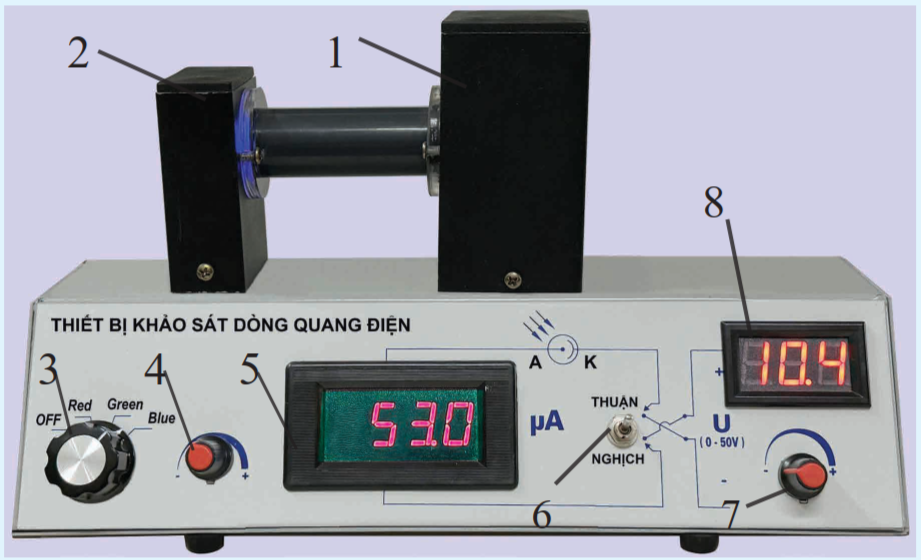 2
1
8
THIẾT BỊ KHẢO SÁT DÒNG QUANG ĐIỆN
3
4
5
OFF
Red
Green
Blue
- +
53.0
µA
A K
THUẬN
NGHỊCH
6
+
U
( 0 - 50V )
-
10.4
- +
7